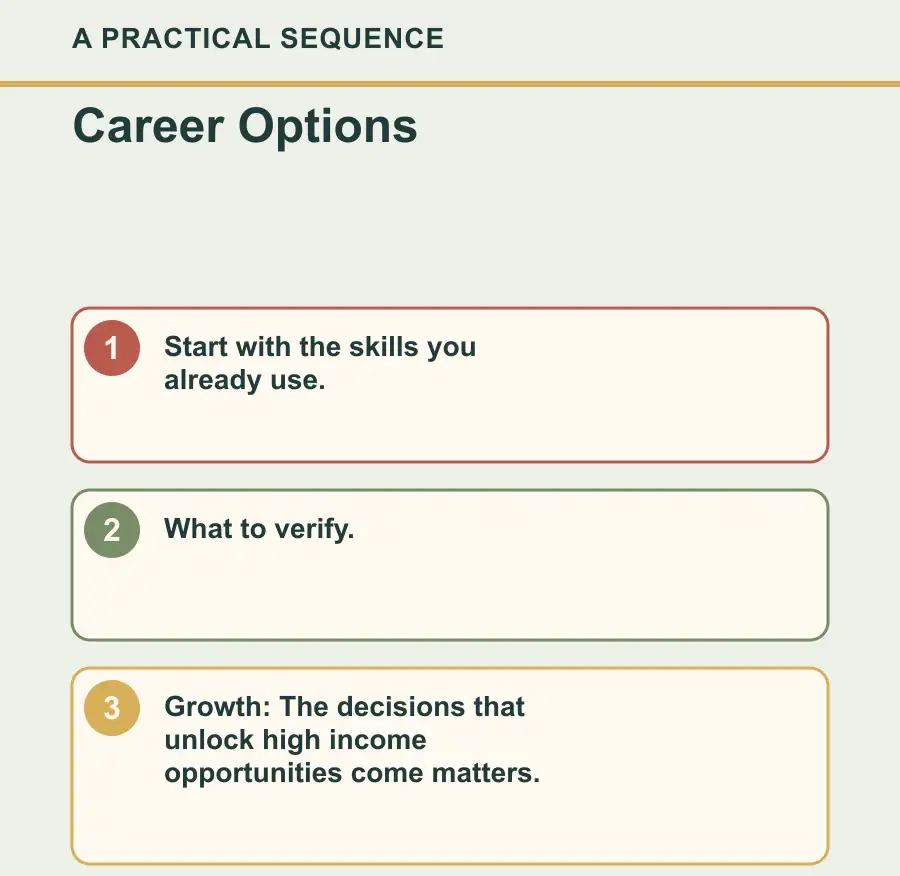 A PRACTICAL SEQUENCE
Career Options
1
Start with the skills you
already use.
2
What to verify.
3
Growth: The decisions that
unlock high income
opportunities come matters.